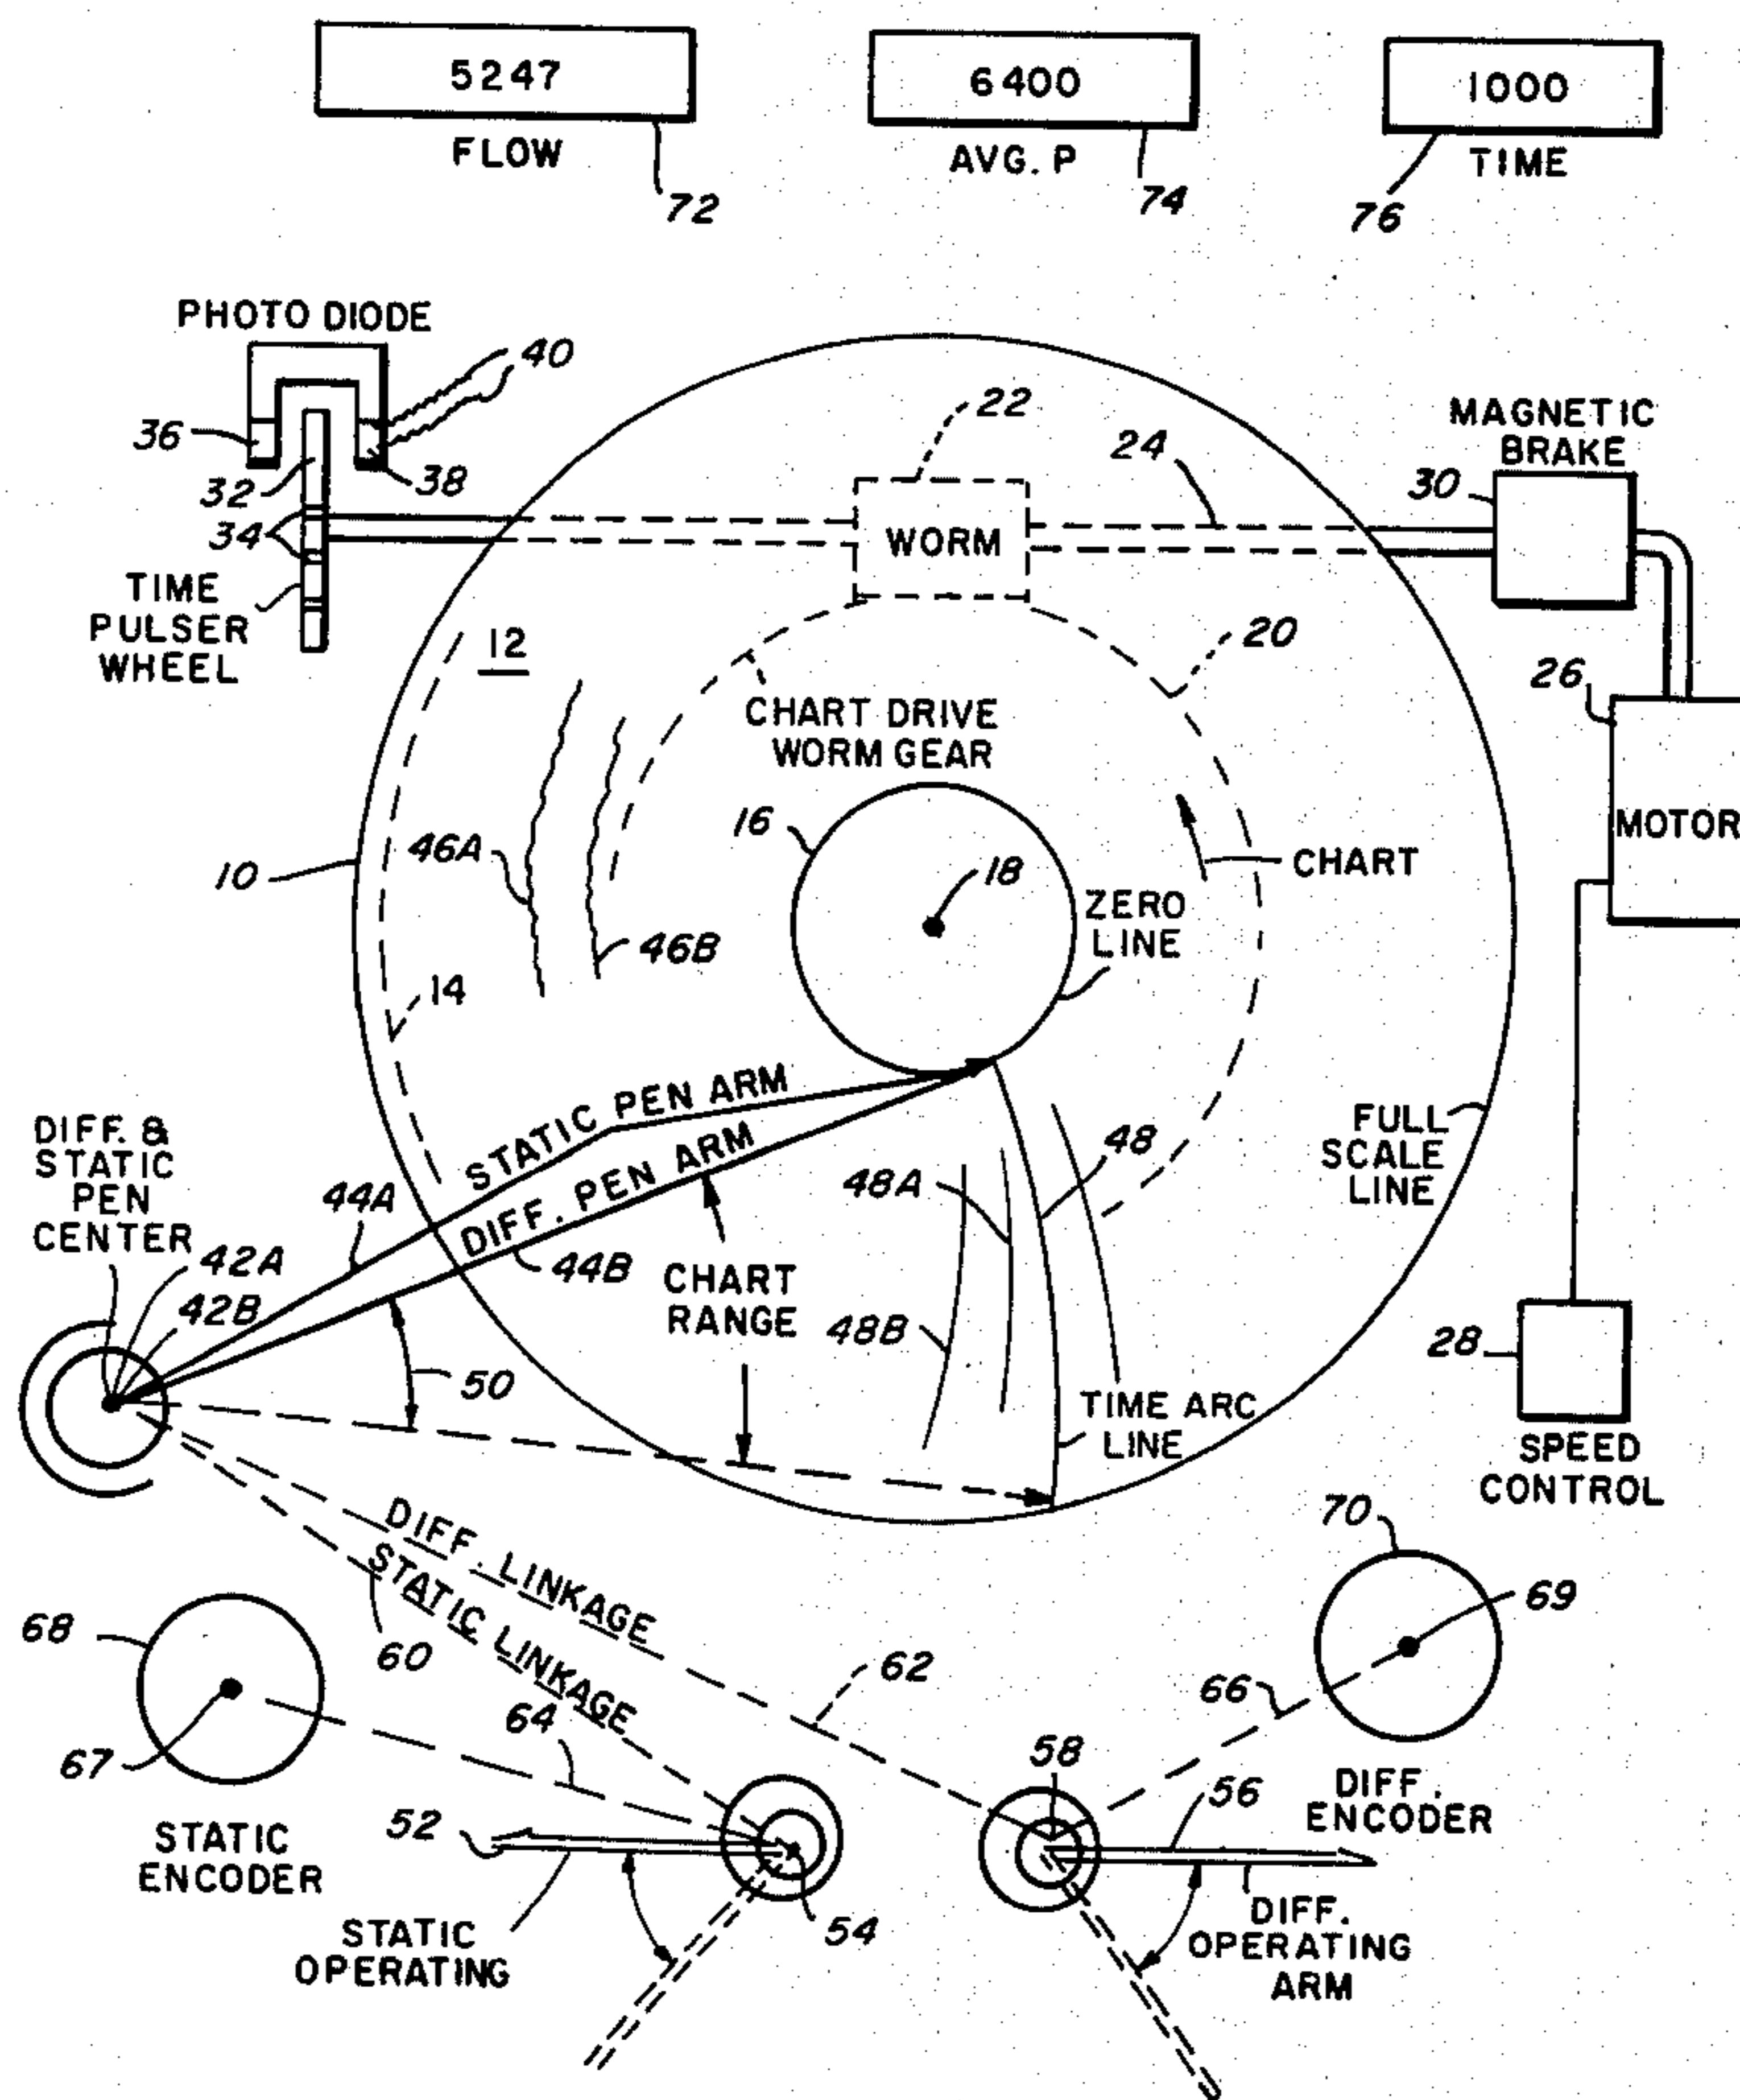 5247
6400
1000
FLOW
AVG. P
TIME
72
74
76
PHOTO DIODE
40
36
32
38
34
TIME
PULSER
WHEEL
22
24
WORM
MAGNETIC
BRAKE
30
12
20
26
CHART DRIVE
WORM GEAR
16
MOTOR
46A
10
18
CHART
ZERO
LINE
46B
14
STATIC PEN ARM
DIFF. PEN ARM
DIFF. &
STATIC
PEN
CENTER
44A
42A
42B
44B
48A
48
FULL
SCALE
LINE
CHART
RANGE
48B
50
28
TIME ARC
LINE
SPEED
CONTROL
DIFF. LINKAGE
STATIC LINKAGE
70
69
68
60
62
66
64
67
58
52
56
DIFF.
ENCODER
STATIC
ENCODER
54
STATIC
OPERATING
DIFF.
OPERATING
ARM